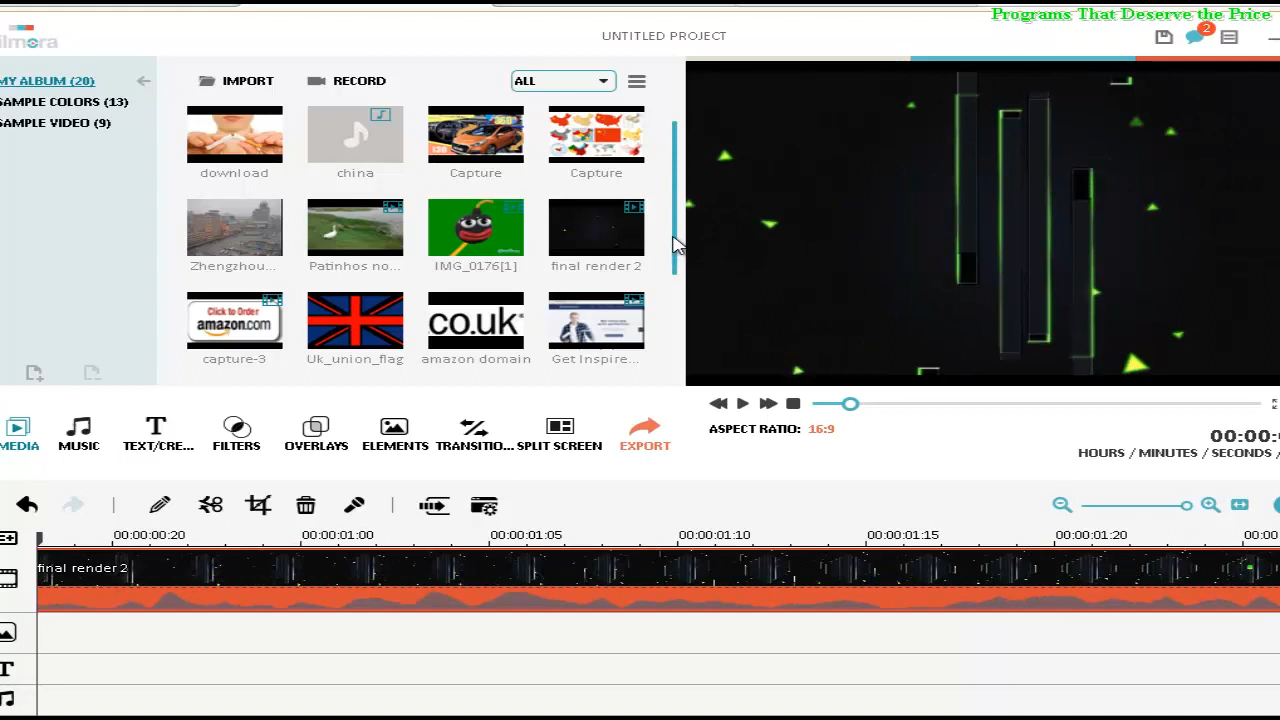 Programs That Deserve the Price
ilmora
UNTITLED PROJECT
2
MY ALBUM (20)
SAMPLE COLORS (13)
SAMPLE VIDEO (9)
IMPORT
RECORD
ALL
download
china
Capture
Capture
Zhengzhou...
Patinhos no...
IMG_0176[1]
final render 2
Click to Order
amazon.com
co.uk
capture-3
Uk_union_flag
amazon domain
Get Inspire...
MEDIA
MUSIC
TEXT/CRE...
FILTERS
OVERLAYS
ELEMENTS
TRANSITIO...
SPLIT SCREEN
EXPORT
ASPECT RATIO: 16:9
00:00:
HOURS / MINUTES / SECONDS /
00:00:00:20
00:00:01:00
00:00:01:05
00:00:01:10
00:00:01:15
00:00:01:20
00:00
final render 2